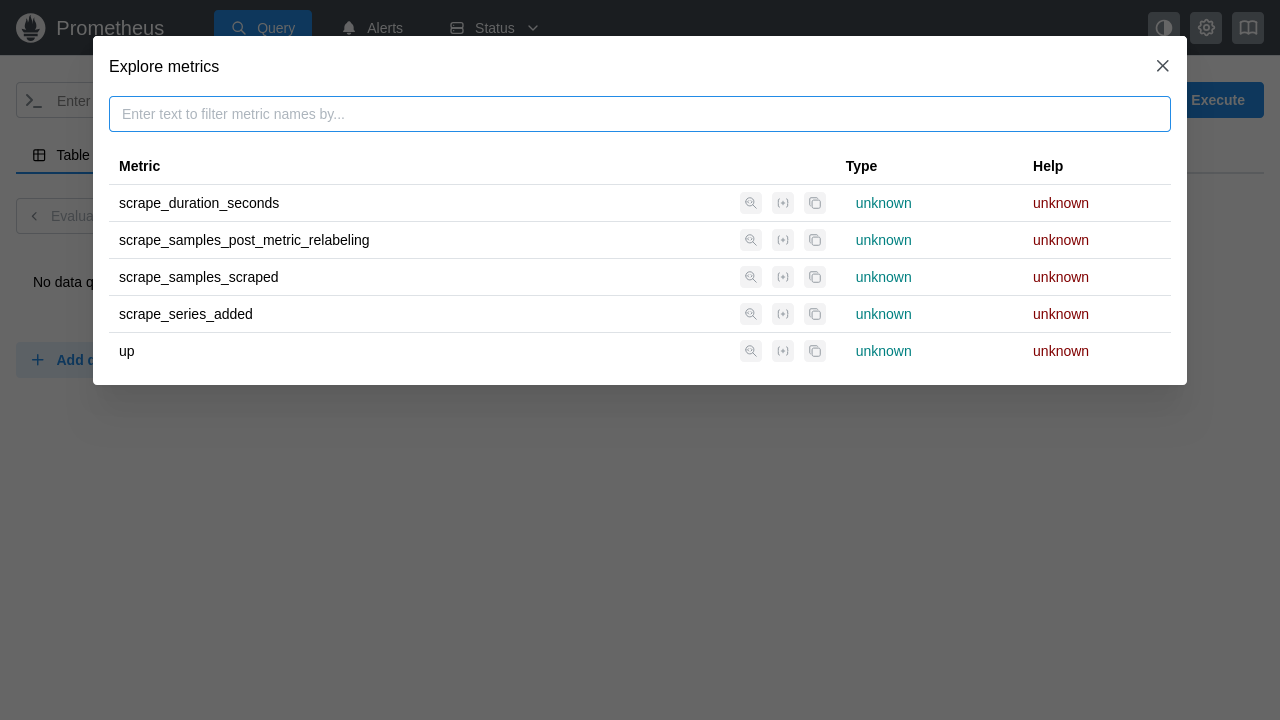 Prometheus
Query
Alerts
Status
Explore metrics
Enter
Enter text to filter metric names by...
Execute
Table
Metric Type Help
scrape_duration_seconds unknown unknown
scrape_samples_post_metric_relabeling unknown unknown
scrape_samples_scraped unknown unknown
scrape_series_added unknown unknown
up unknown unknown
Evalua
No data q
Add